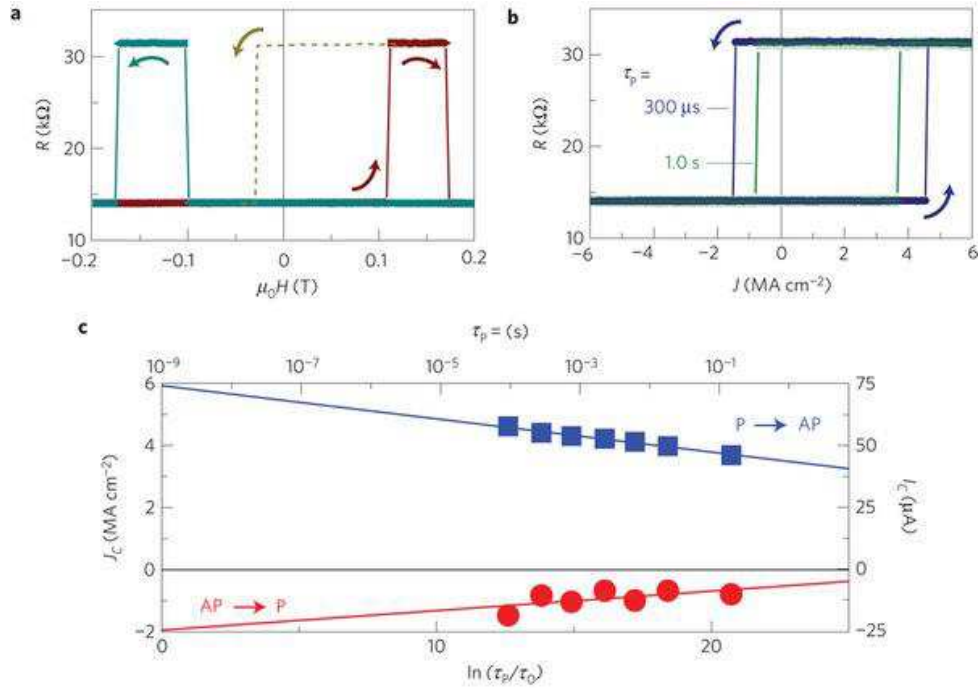 a
R (kΩ)
30
20
10
−0.2
−0.1
0
0.1
0.2
μ₀H (T)
b
R (kΩ)
30
20
10
τₚ =
300 μs
1.0 s
−6
−4
−2
0
2
4
6
J (MA cm⁻²)
c
τₚ = (s)
10⁻⁹
10⁻⁷
10⁻⁵
10⁻³
10⁻¹
J_C (MA cm⁻²)
6
4
2
0
−2
P → AP
AP → P
75
50
25
0
−25
I_C (μA)
0
10
20
ln (τₚ/τ₀)